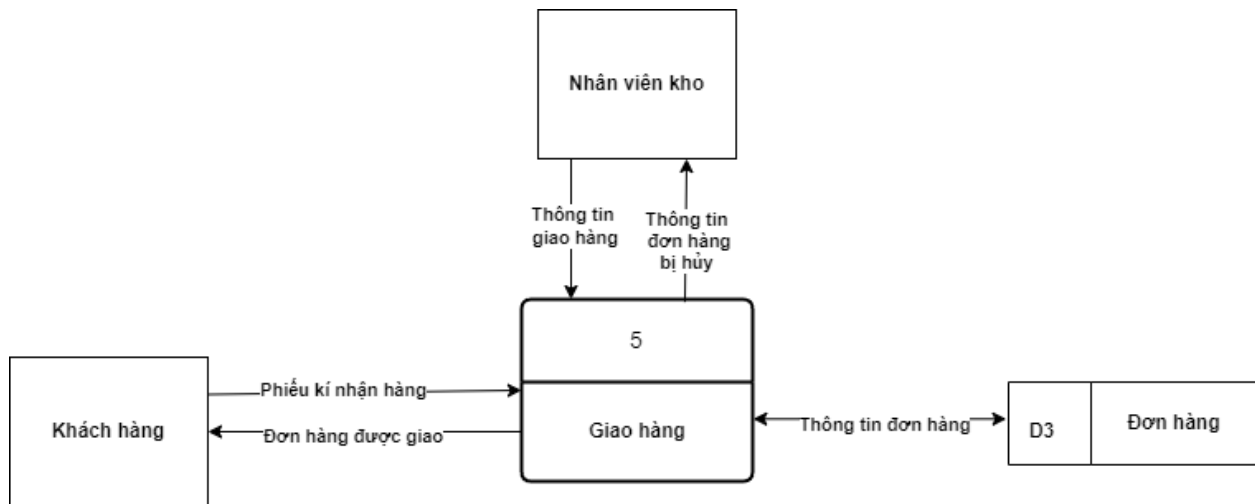 Nhân viên kho
Thông tin
giao hàng
Thông tin
đơn hàng
bị hủy
5
Giao hàng
Khách hàng
Phiếu kí nhận hàng
Đơn hàng được giao
Thông tin đơn hàng
D3
Đơn hàng